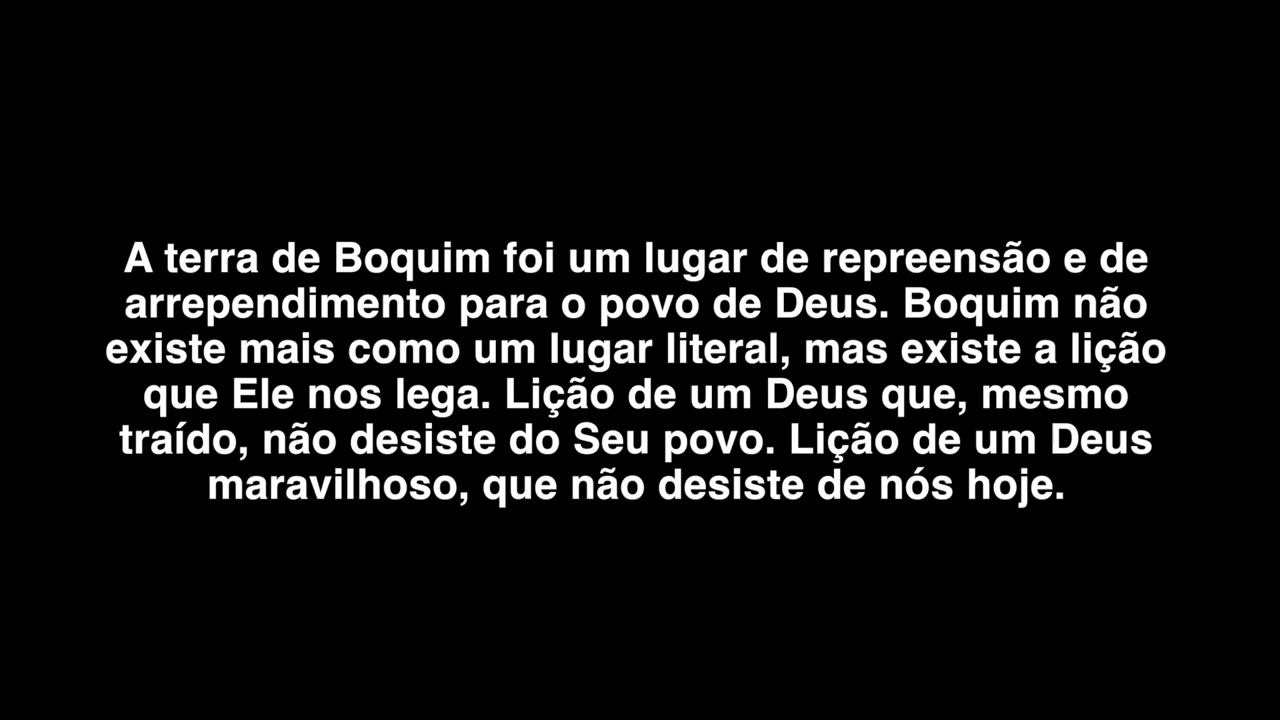 A terra de Boquim foi um lugar de repreensão e de
arrependimento para o povo de Deus. Boquim não
existe mais como um lugar literal, mas existe a lição
que Ele nos lega. Lição de um Deus que, mesmo
traído, não desiste do Seu povo. Lição de um Deus
maravilhoso, que não desiste de nós hoje.